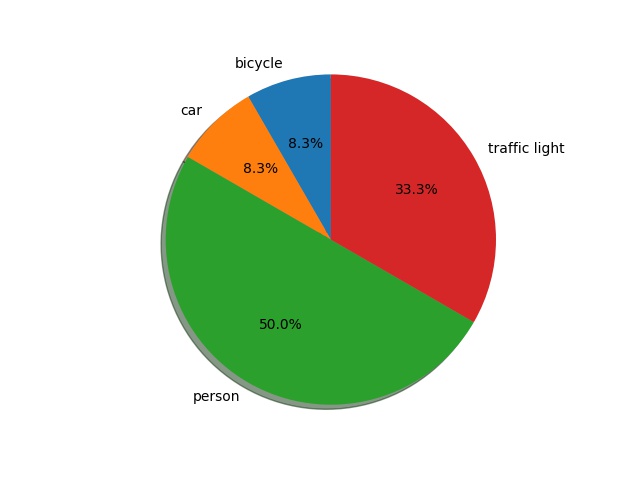 bicycle
car
8.3%
traffic light
8.3%
33.3%
50.0%
person